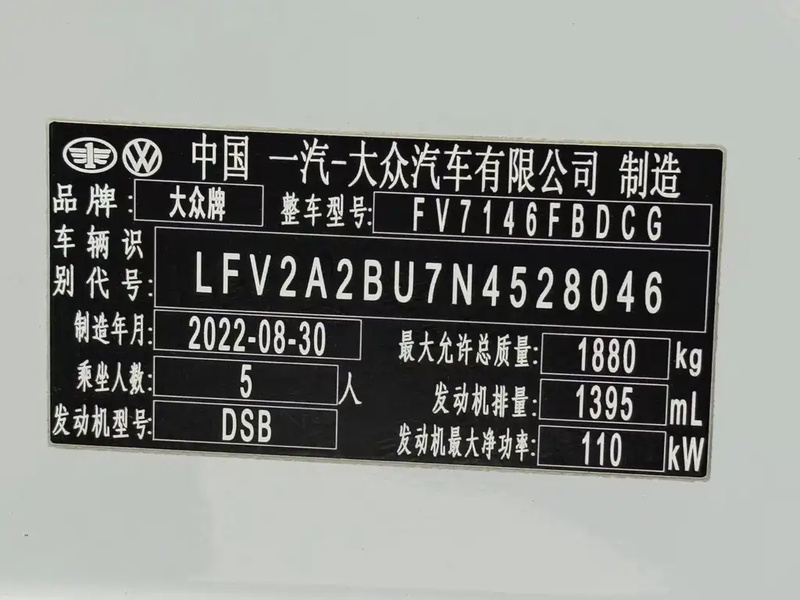 中国 一汽-大众汽车有限公司 制造
品牌: 大众牌 整车型号: FV7146FBDCG
车辆识别代号: LFV2A2BU7N4528046
制造年月: 2022-08-30 最大允许总质量: 1880 kg
乘坐人数: 5 人 发动机排量: 1395 mL
发动机型号: DSB 发动机最大净功率: 110 kW